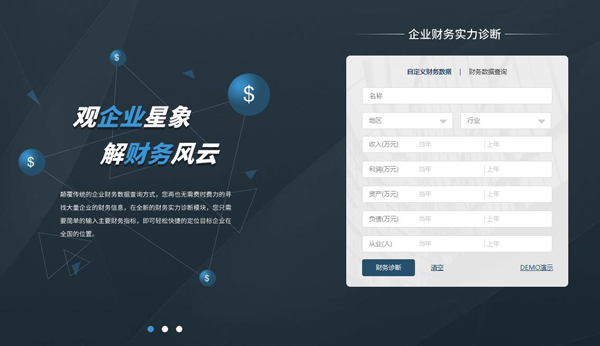 观企业星象
解财务风云
颠覆传统的企业财务数据查询方式，您再也无需费时费力的寻
找大量企业的财务信息，在全新的财务实力诊断模块，您只需
要简单的输入主要财务指标，即可轻松快捷的定位目标企业在
全国的位置。
$
$
$
$
企业财务实力诊断
自定义财务数据 | 财务数据查询
名称
地区 行业
收入(万元) 当年 上年
利润(万元) 当年 上年
资产(万元) 当年 上年
负债(万元) 当年 上年
从业(人) 当年 上年
财务诊断 清空 DEMO演示